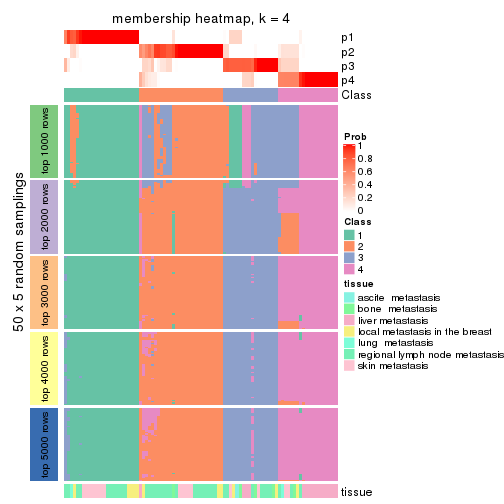 membership heatmap, k = 4
p1
p2
p3
p4
Class
50 x 5 random samplings
top 1000 rows
top 2000 rows
top 3000 rows
top 4000 rows
top 5000 rows
tissue
Prob
1
0.8
0.6
0.4
0.2
0
Class
1
2
3
4
tissue
ascite metastasis
bone metastasis
liver metastasis
local metastasis in the breast
lung metastasis
regional lymph node metastasis
skin metastasis